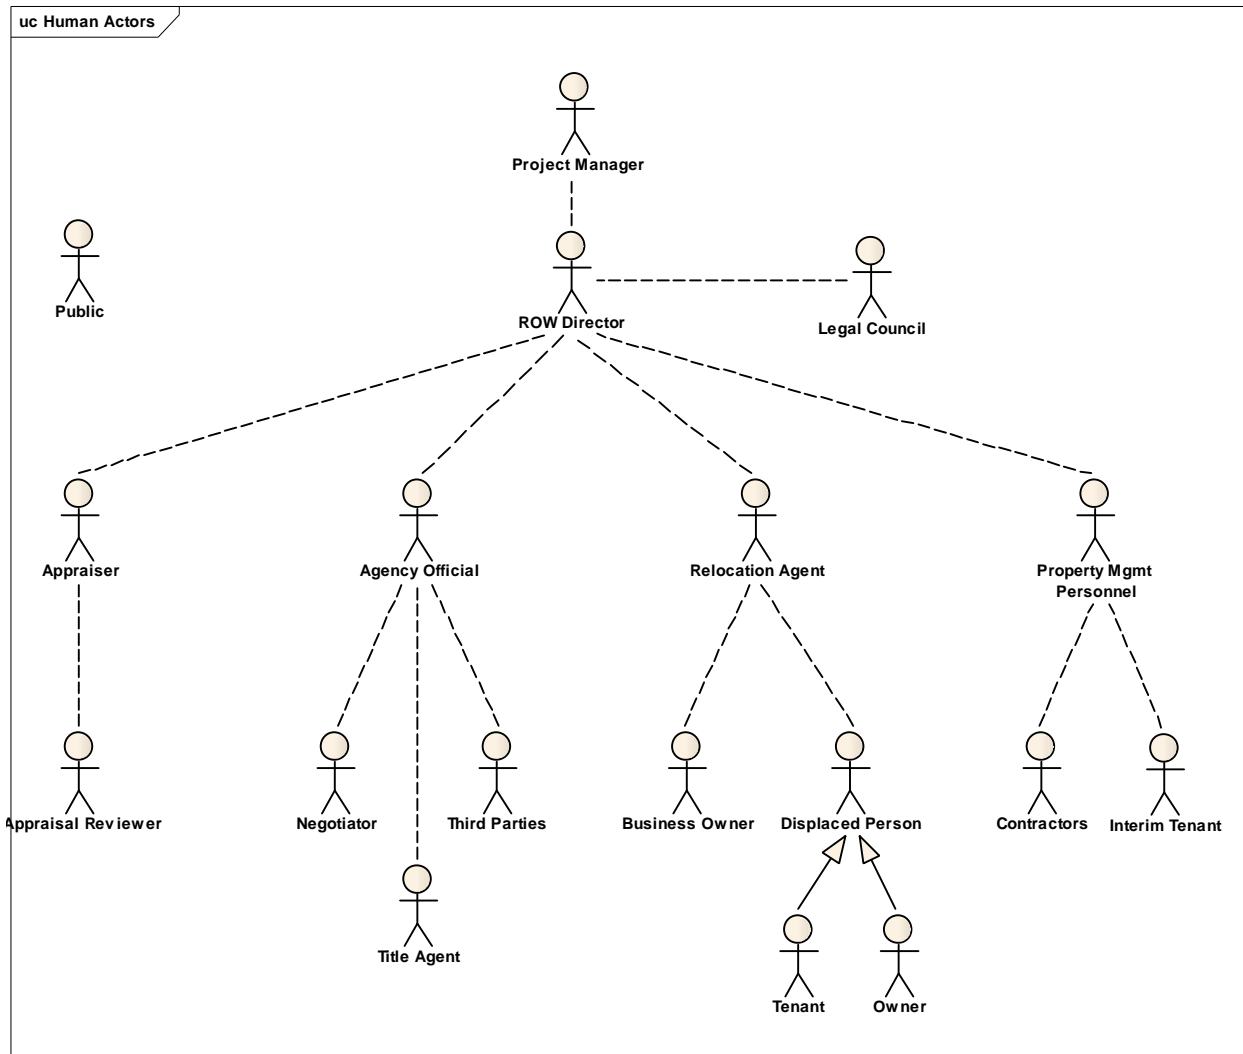 uc Human Actors
Project Manager
Public
ROW Director
Legal Council
Appraiser
Agency Official
Relocation Agent
Property Mgmt
Personnel
Appraisal Reviewer
Negotiator
Third Parties
Business Owner
Displaced Person
Contractors
Interim Tenant
Title Agent
Tenant
Owner